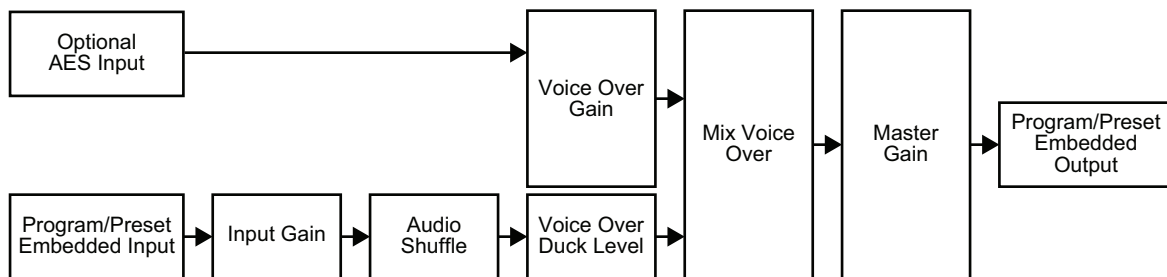 Optional
AES Input
Voice Over
Gain
Mix Voice
Over
Master
Gain
Program/Preset
Embedded
Output
Program/Preset
Embedded Input
Input Gain
Audio
Shuffle
Voice Over
Duck Level